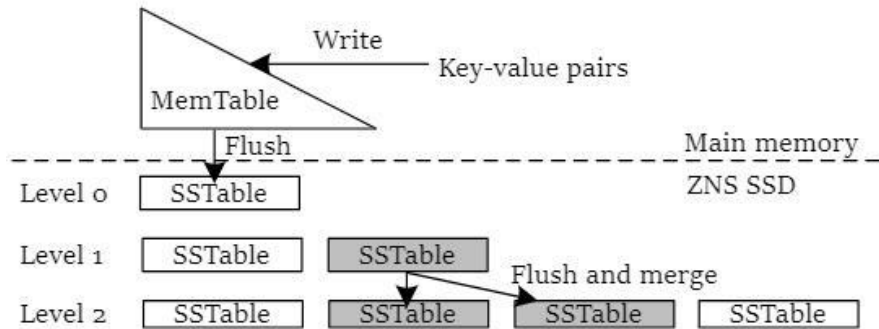 Write
Key-value pairs
MemTable
Flush
Main memory
ZNS SSD
Level 0 SSTable
Level 1 SSTable SSTable
Flush and merge
Level 2 SSTable SSTable SSTable SSTable